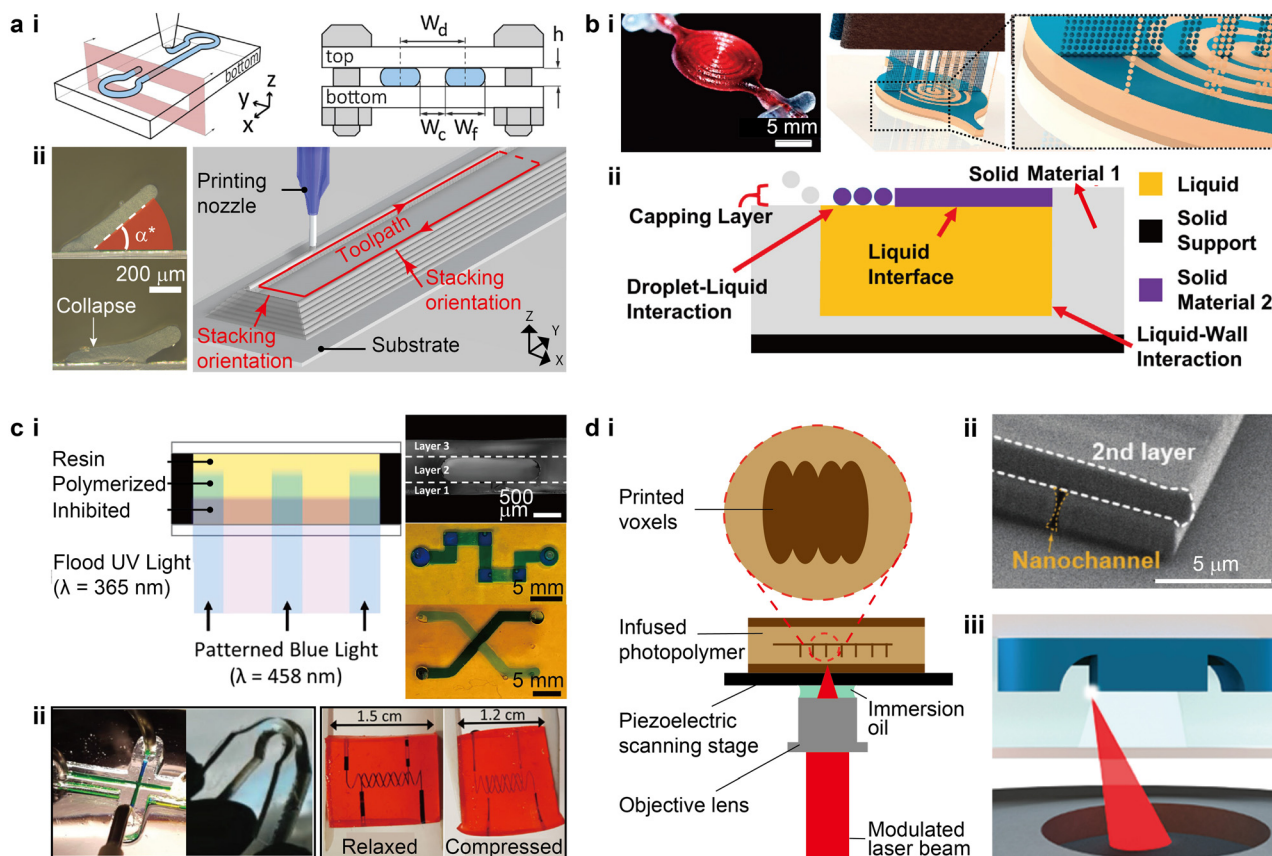 a i
top
bottom
W_d
h
W_c
W_f
bottom
z
y
x
ii
α*
200 μm
Collapse
Printing
nozzle
Toolpath
Stacking
orientation
Stacking
orientation
Substrate
Z
Y
X
b i
5 mm
ii
Capping Layer
Solid Material 1
Droplet-Liquid
Interaction
Liquid
Interface
Liquid-Wall
Interaction
Liquid
Solid
Support
Solid
Material 2
c i
Resin
Polymerized
Inhibited
Flood UV Light
(λ = 365 nm)
Patterned Blue Light
(λ = 458 nm)
Layer 3
Layer 2
Layer 1
500
μm
5 mm
5 mm
ii
1.5 cm
1.2 cm
Relaxed
Compressed
d i
Printed
voxels
Infused
photopolymer
Piezoelectric
scanning stage
Immersion
oil
Objective lens
Modulated
laser beam
ii
2nd layer
Nanochannel
5 μm
iii